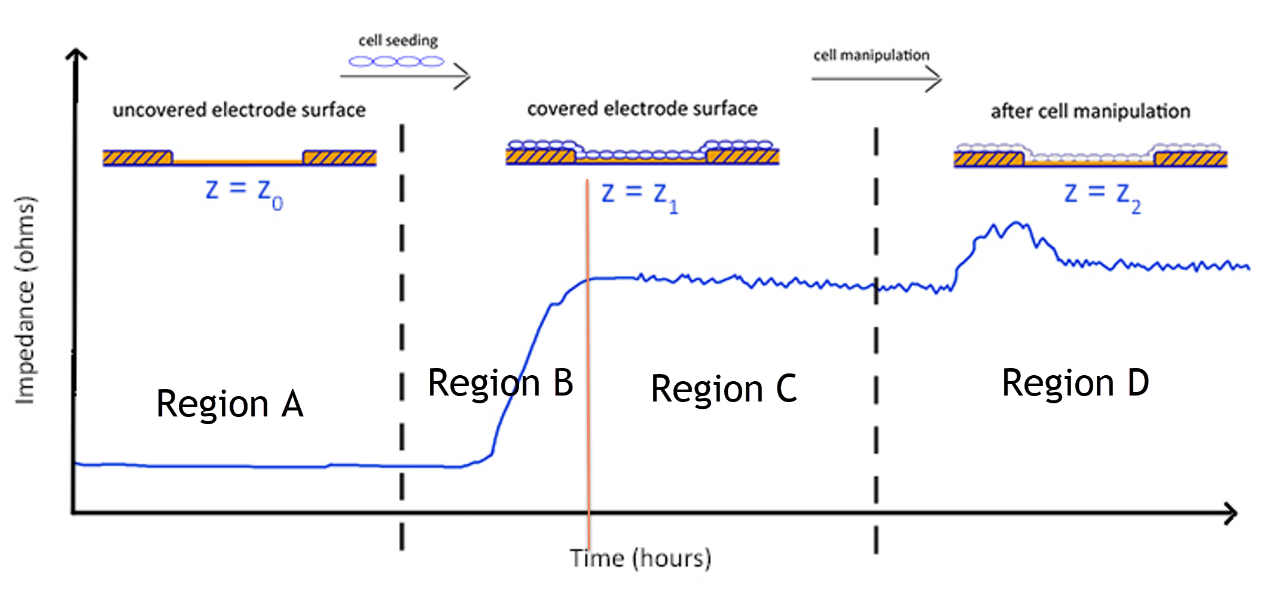 cell seeding
cell manipulation
uncovered electrode surface
covered electrode surface
after cell manipulation
z = z₀
z = z₁
z = z₂
Impedance (ohms)
Region A
Region B
Region C
Region D
Time (hours)